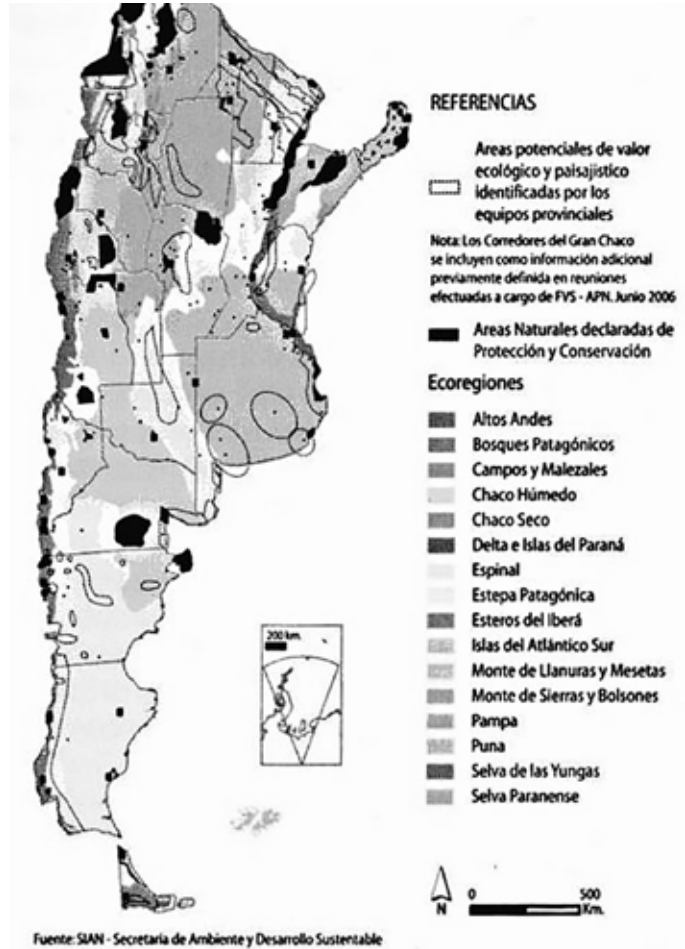 REFERENCIAS
Areas potenciales de valor
ecológico y paisajístico
identificadas por los
equipos provinciales
Nota: Los Corredores del Gran Chaco
se incluyen como información adicional
previamente definida en reuniones
efectuadas a cargo de FVS - APN. Junio 2006
Areas Naturales declaradas de
Protección y Conservación
Ecoregiones
Altos Andes
Bosques Patagónicos
Campos y Malezales
Chaco Húmedo
Chaco Seco
Delta e Islas del Paraná
Espinal
Estepa Patagónica
Esteros del Iberá
Islas del Atlántico Sur
Monte de Llanuras y Mesetas
Monte de Sierras y Bolsones
Pampa
Puna
Selva de las Yungas
Selva Paranense
200 km.
N
0 500
Km.
Fuente: SIAN - Secretaría de Ambiente y Desarrollo Sustentable